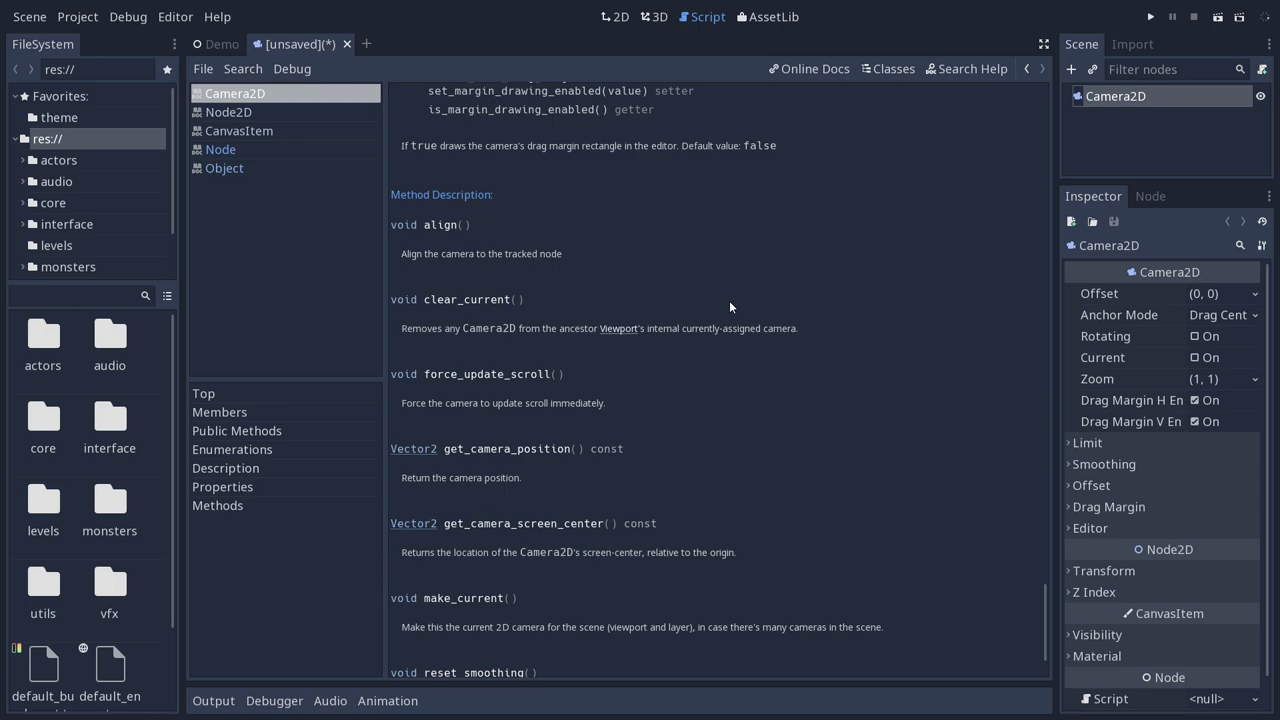 Scene Project Debug Editor Help
2D 3D Script AssetLib
FileSystem
Demo [unsaved](*)
Scene Import
res://
File Search Debug
Online Docs Classes Search Help
Filter nodes
Favorites:
theme
res://
actors
audio
core
interface
levels
monsters
Camera2D
Node2D
CanvasItem
Node
Object
set_margin_drawing_enabled(value) setter
is_margin_drawing_enabled() getter
If true draws the camera's drag margin rectangle in the editor. Default value: false
Method Description:
void align()
Align the camera to the tracked node
void clear_current()
Removes any Camera2D from the ancestor Viewport's internal currently-assigned camera.
void force_update_scroll()
Force the camera to update scroll immediately.
Vector2 get_camera_position() const
Return the camera position.
Vector2 get_camera_screen_center() const
Returns the location of the Camera2D's screen-center, relative to the origin.
void make_current()
Make this the current 2D camera for the scene (viewport and layer), in case there's many cameras in the scene.
void reset_smoothing()
Top
Members
Public Methods
Enumerations
Description
Properties
Methods
actors audio
core interface
levels monsters
utils vfx
default_bu default_en
Output Debugger Audio Animation
Camera2D
Inspector Node
Camera2D
Camera2D
Offset (0, 0)
Anchor Mode Drag Cent
Rotating On
Current On
Zoom (1, 1)
Drag Margin H En On
Drag Margin V En On
Limit
Smoothing
Offset
Drag Margin
Editor
Node2D
Transform
Z Index
CanvasItem
Visibility
Material
Node
Script <null>